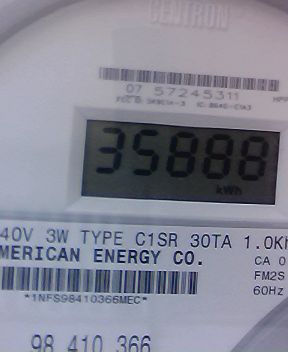 CENTRON
07 57245311
35888
kWh
40V 3W TYPE C1SR 30TA 1.0Kh
MERICAN ENERGY CO.
CA 0
FM2S
60Hz
*1NFS98410366MEC*
98 410 366